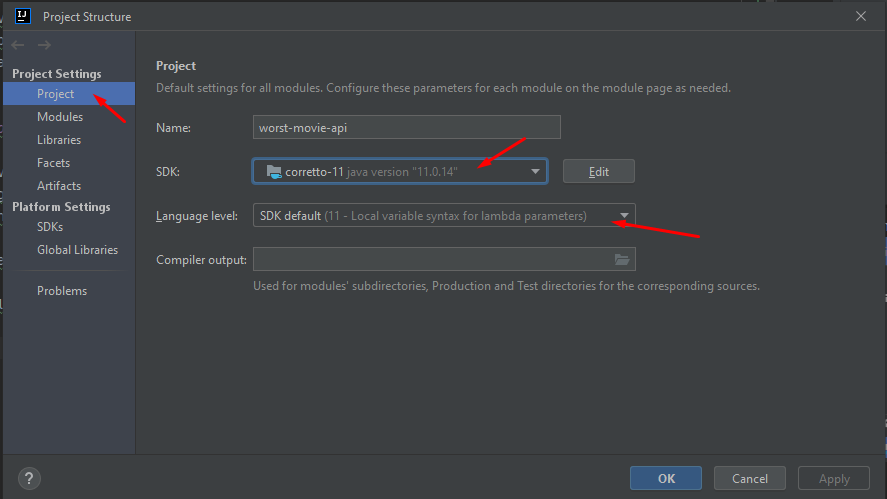 IJ
Project Structure
Project Settings
Project
Modules
Libraries
Facets
Artifacts
Platform Settings
SDKs
Global Libraries
Problems
Project
Default settings for all modules. Configure these parameters for each module on the module page as needed.
Name: worst-movie-api
SDK: corretto-11 java version "11.0.14" Edit
Language level: SDK default (11 - Local variable syntax for lambda parameters)
Compiler output:
Used for modules' subdirectories, Production and Test directories for the corresponding sources.
? OK Cancel Apply